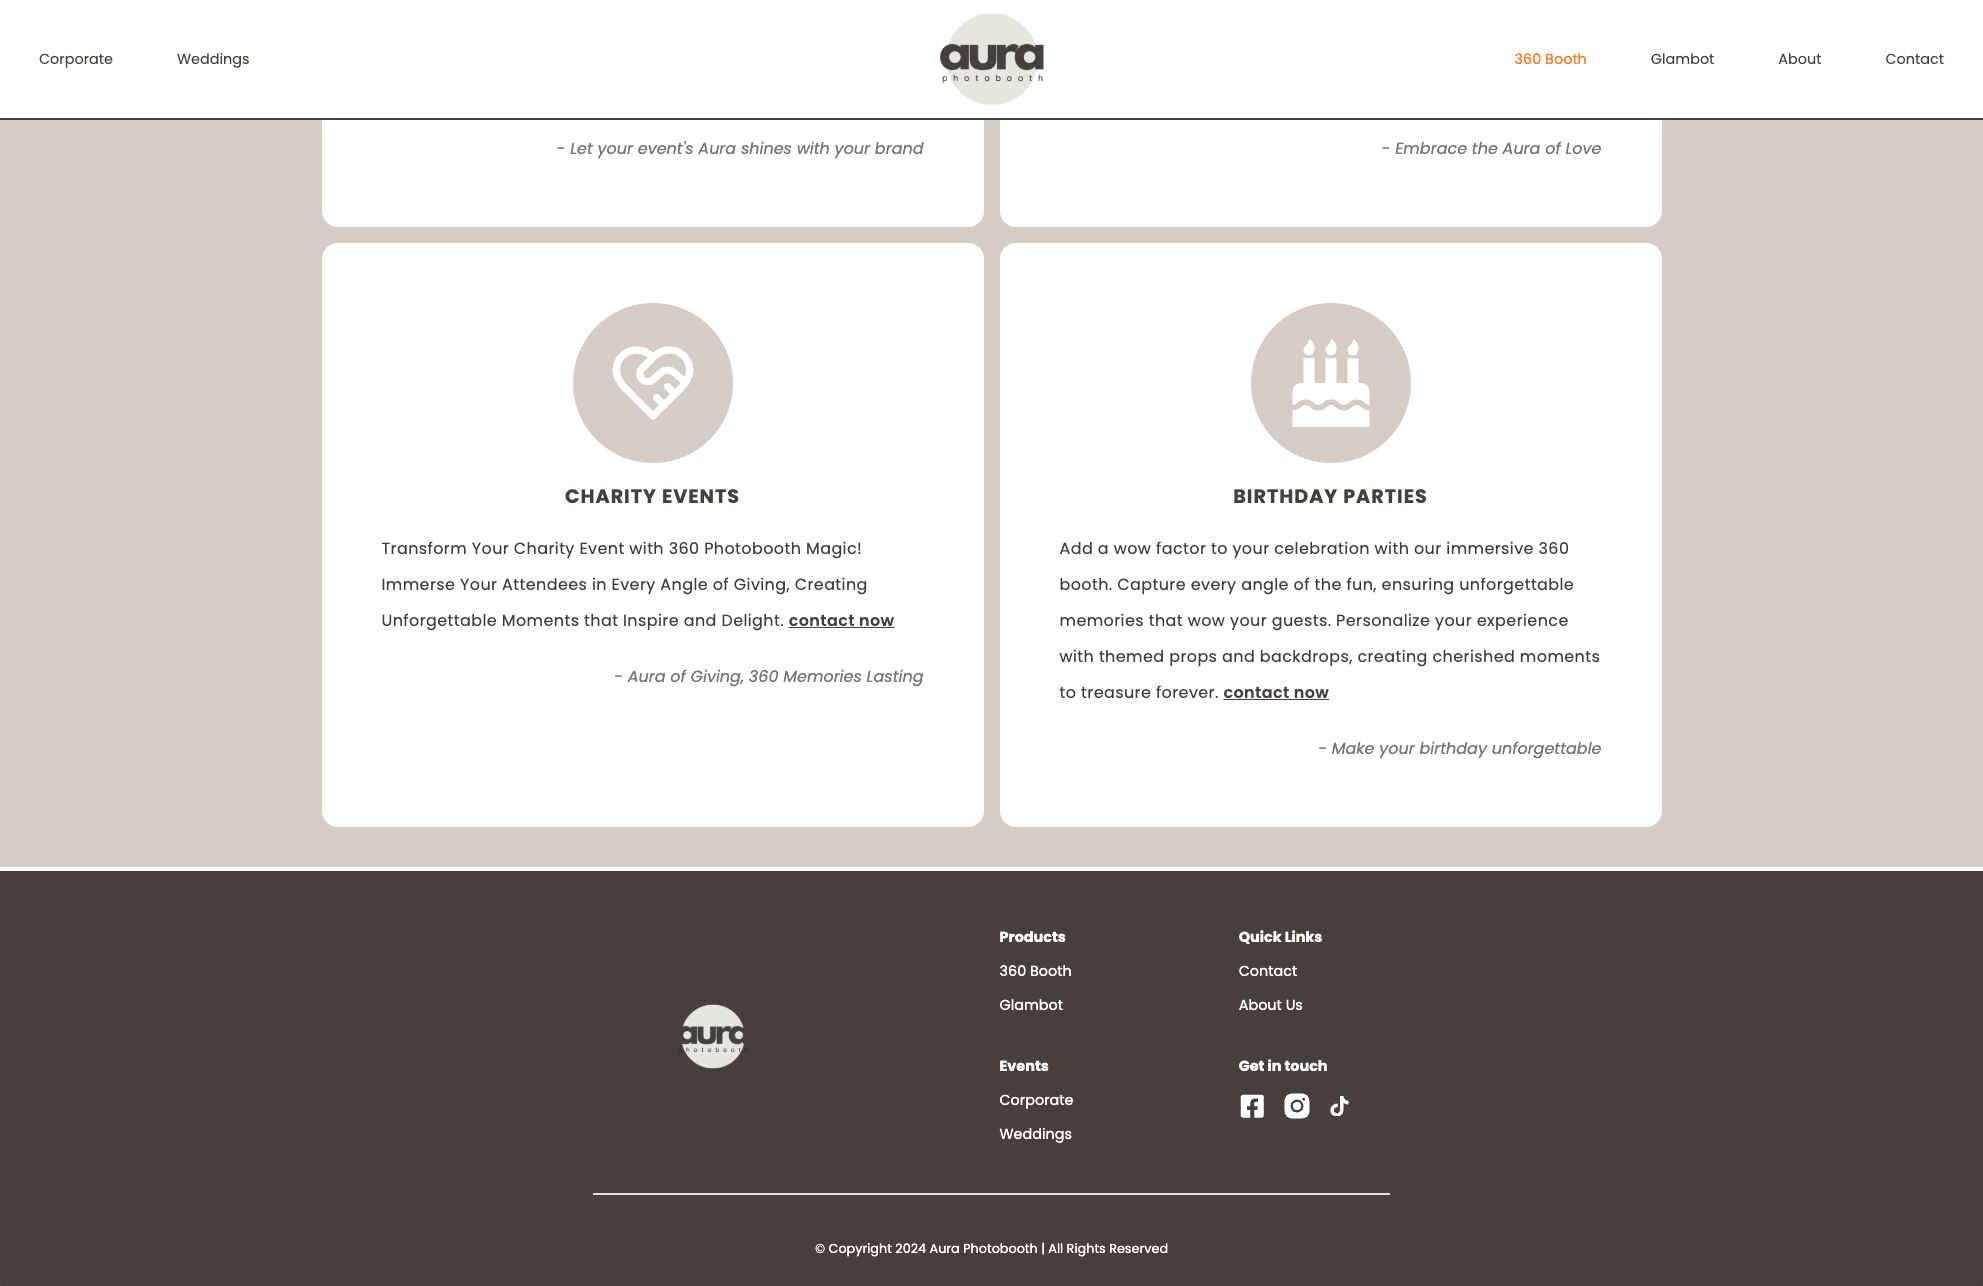 Corporate
Weddings
aura
photobooth
360 Booth
Glambot
About
Contact
- Let your event's Aura shines with your brand
- Embrace the Aura of Love
CHARITY EVENTS
Transform Your Charity Event with 360 Photobooth Magic!
Immerse Your Attendees in Every Angle of Giving, Creating
Unforgettable Moments that Inspire and Delight. contact now
- Aura of Giving, 360 Memories Lasting
BIRTHDAY PARTIES
Add a wow factor to your celebration with our immersive 360
booth. Capture every angle of the fun, ensuring unforgettable
memories that wow your guests. Personalize your experience
with themed props and backdrops, creating cherished moments
to treasure forever. contact now
- Make your birthday unforgettable
aura
photobooth
Products
360 Booth
Glambot
Quick Links
Contact
About Us
Events
Corporate
Weddings
Get in touch
© Copyright 2024 Aura Photobooth | All Rights Reserved